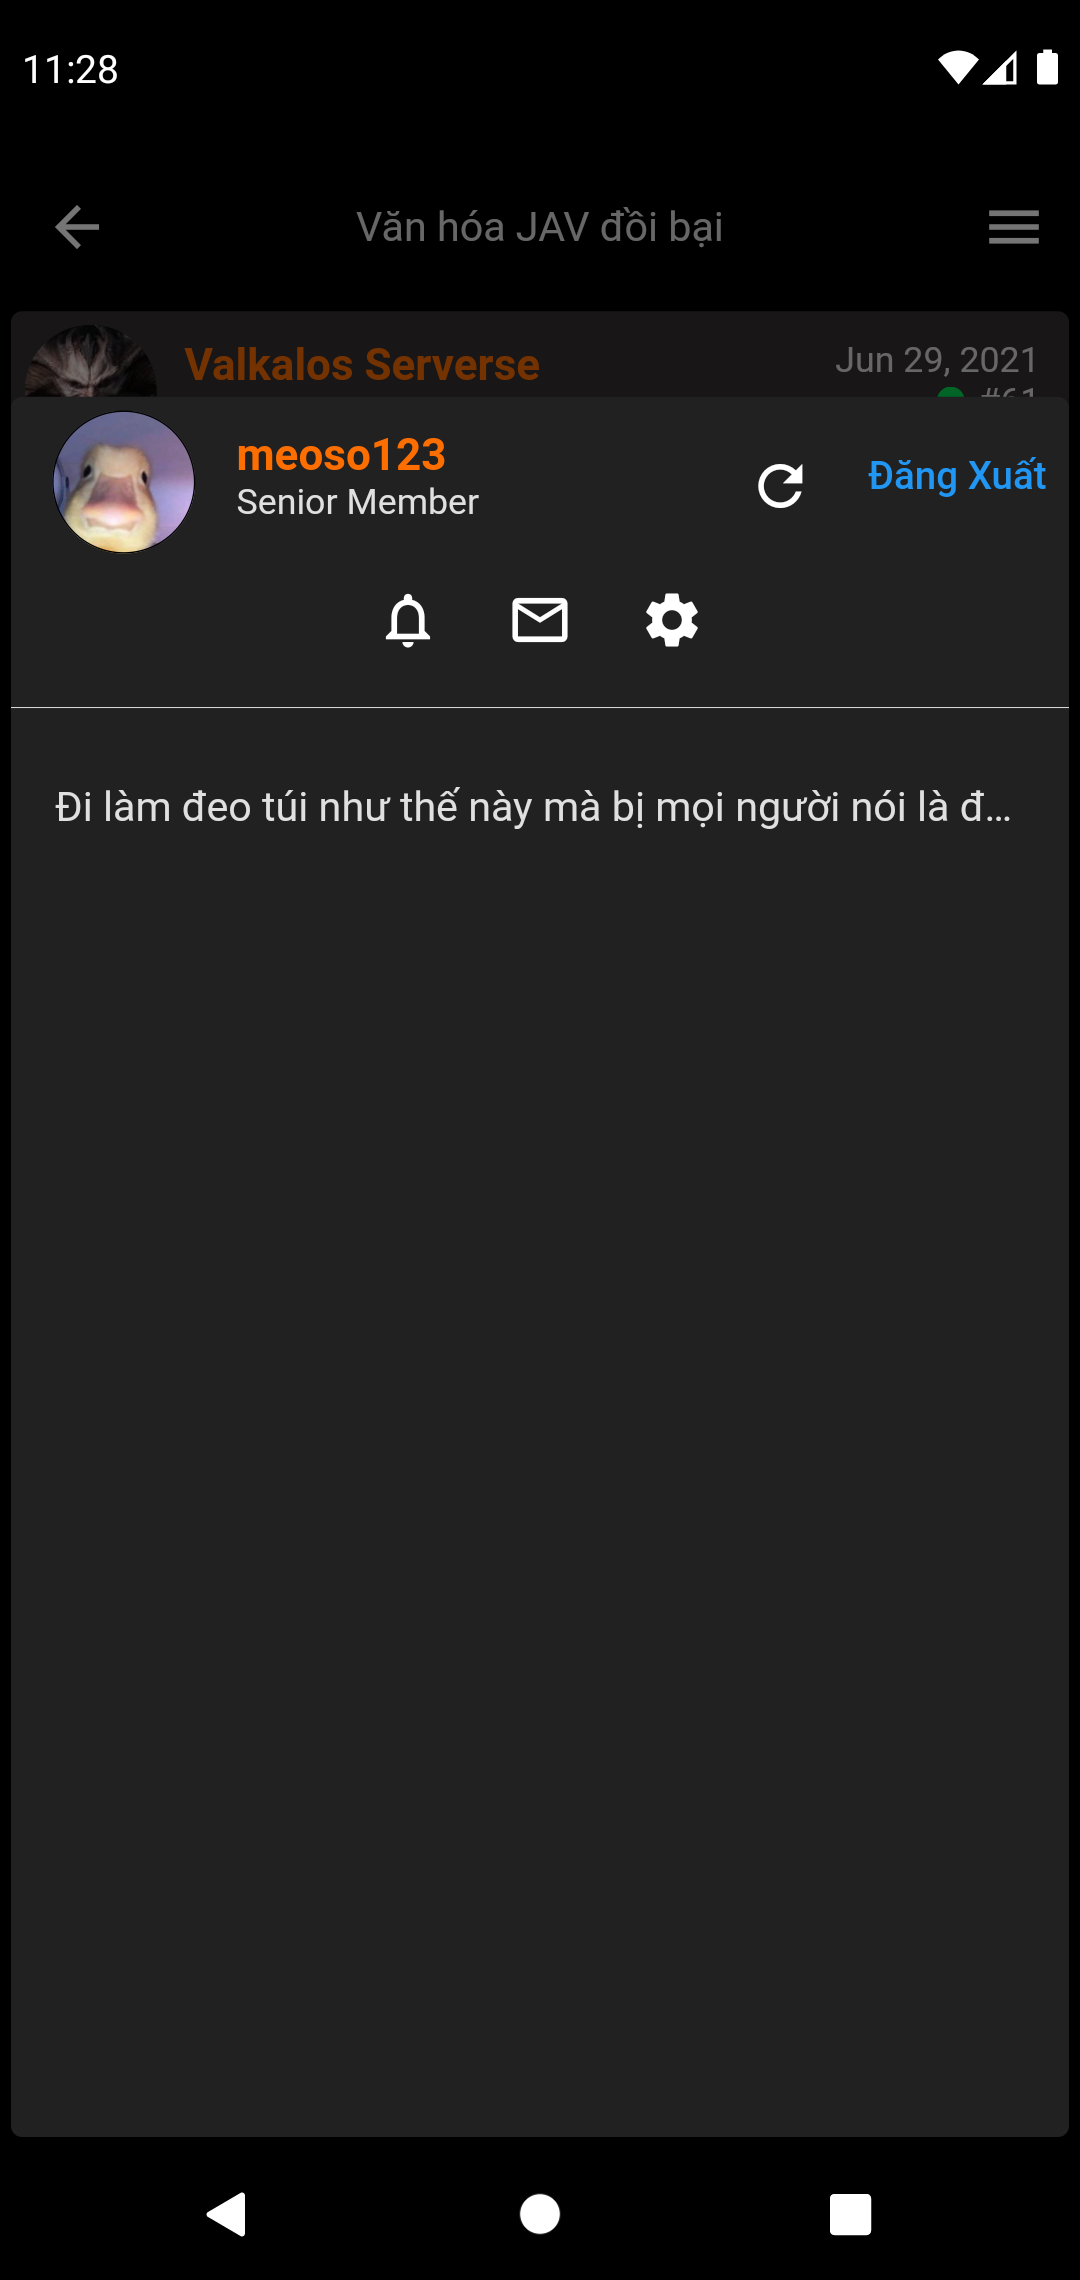 11:28
Văn hóa JAV đồi bại
Valkalos Serverse
Jun 29, 2021
#61
meoso123
Senior Member
Đăng Xuất
Đi làm đeo túi như thế này mà bị mọi người nói là đ...